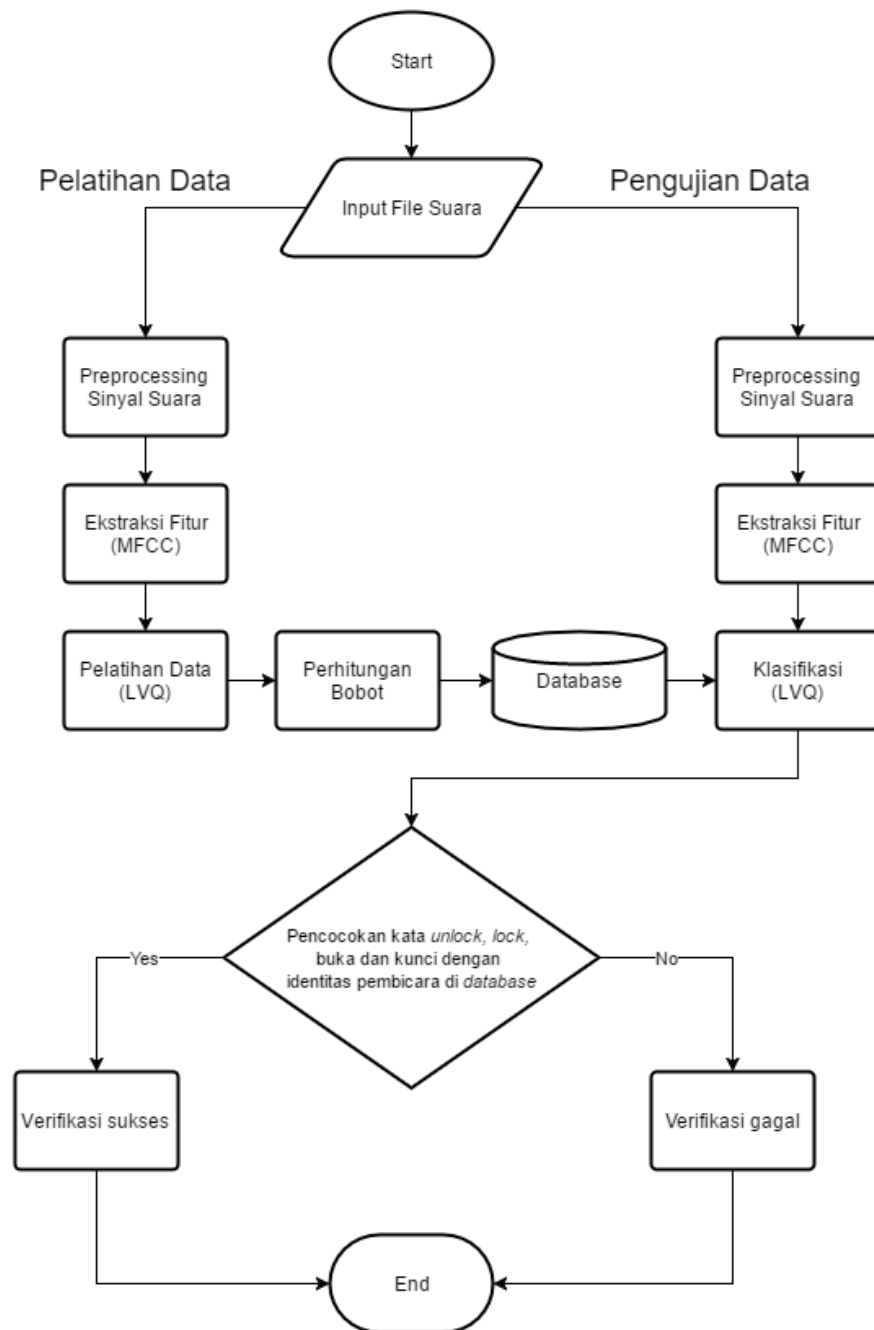 Start
Pelatihan Data
Pengujian Data
Input File Suara
Preprocessing
Sinyal Suara
Preprocessing
Sinyal Suara
Ekstraksi Fitur
(MFCC)
Ekstraksi Fitur
(MFCC)
Pelatihan Data
(LVQ)
Perhitungan
Bobot
Database
Klasifikasi
(LVQ)
Pencocokan kata unlock, lock,
buka dan kunci dengan
identitas pembicara di database
Yes
No
Verifikasi sukses
Verifikasi gagal
End